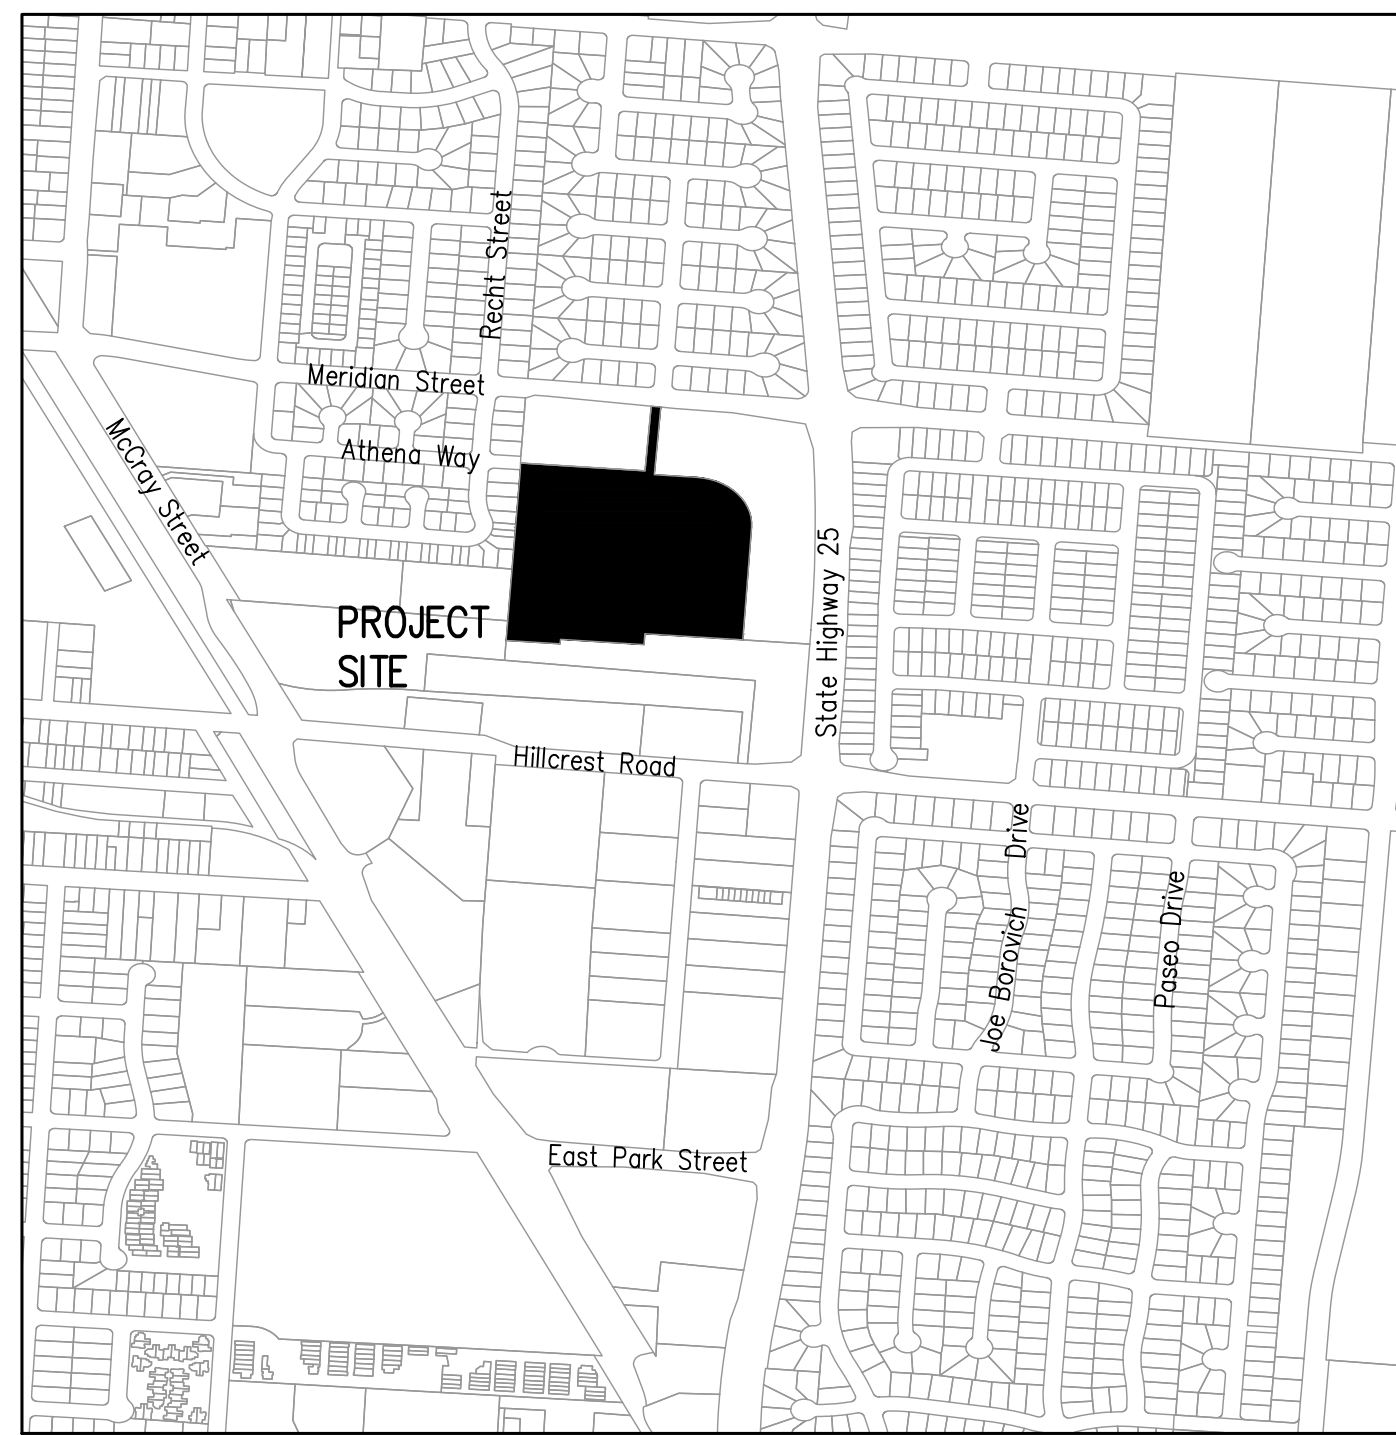 Recht Street
Meridian Street
Athena Way
McCray Street
PROJECT
SITE
State Highway 25
Hillcrest Road
Joe Borovich Drive
Paseo Drive
East Park Street